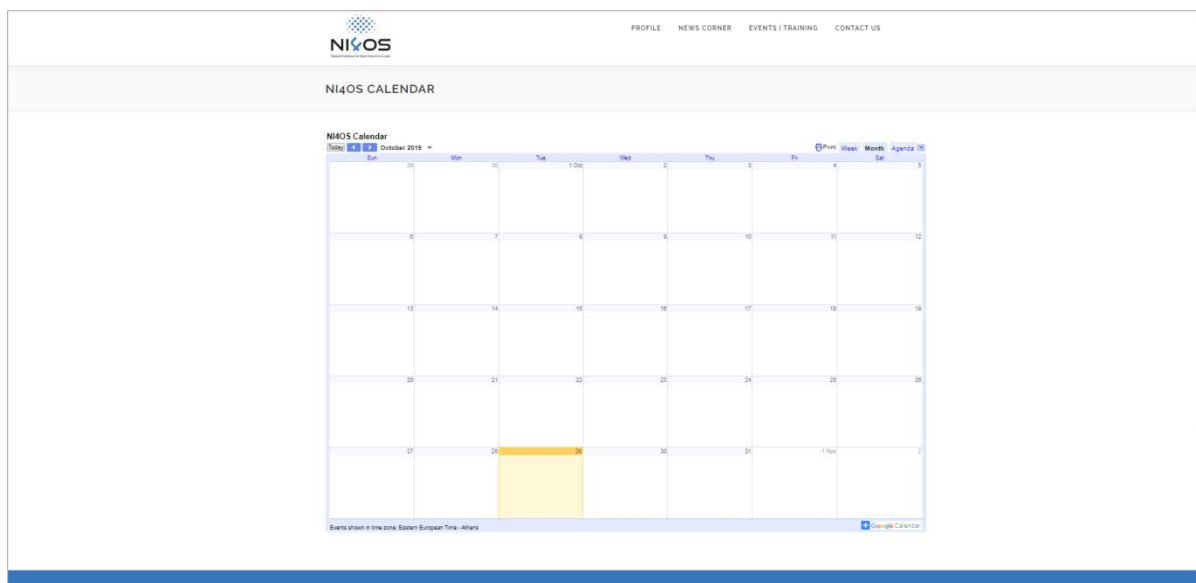 PROFILE NEWS CORNER EVENTS | TRAINING CONTACT US
NI4OS
NI4OS CALENDAR
NI4OS Calendar
Today October 2019 Print Week Month Agenda
Sun Mon Tue Wed Thu Fri Sat
29 30 1 Oct 2 3 4 5
6 7 8 9 10 11 12
13 14 15 16 17 18 19
20 21 22 23 24 25 26
27 28 29 30 31 1 Nov 2
Events shown in time zone: Eastern European Time - Athens
Google Calendar